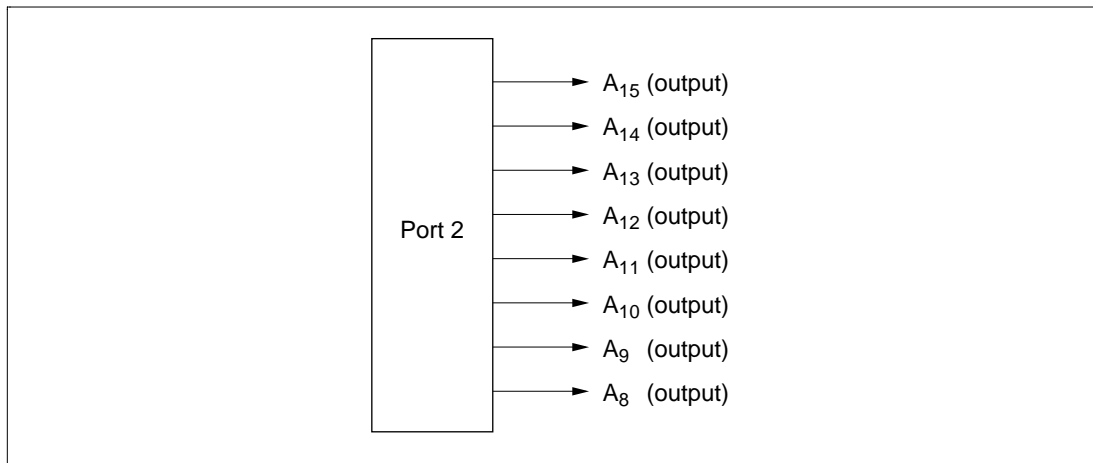 A15 (output)
A14 (output)
A13 (output)
A12 (output)
Port 2
A11 (output)
A10 (output)
A9 (output)
A8 (output)